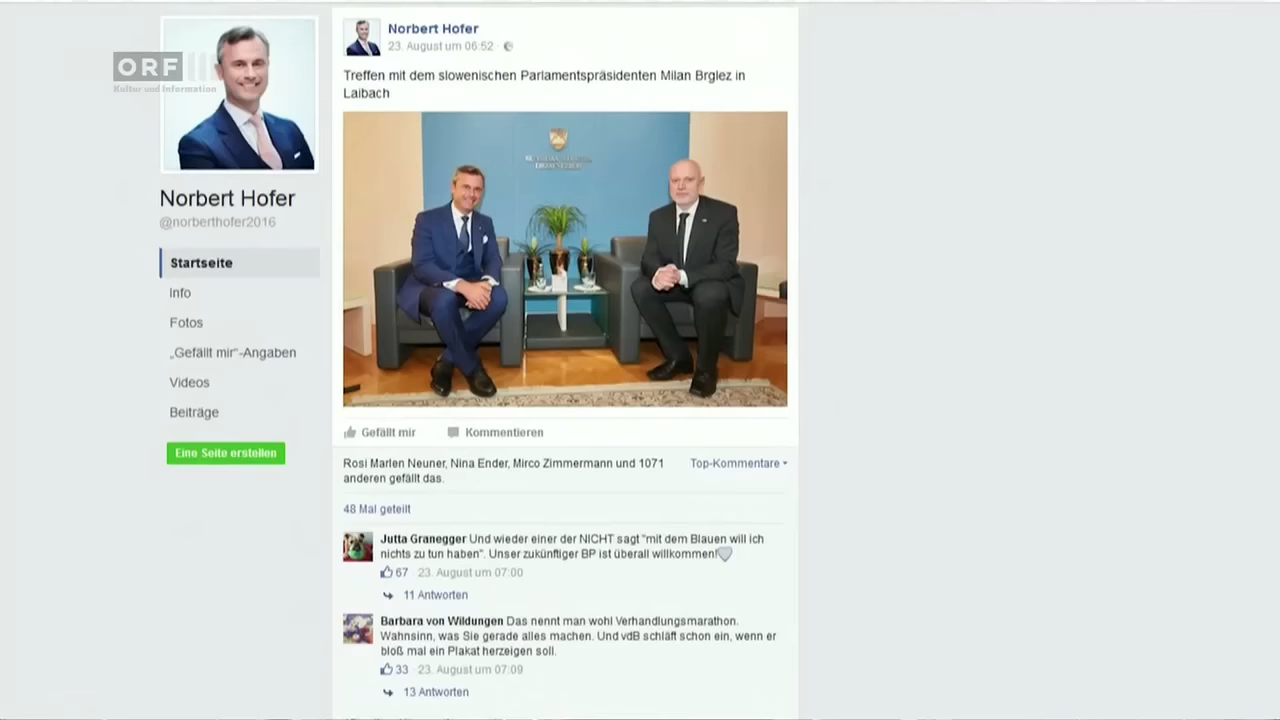 ORF III
Kultur und Information
Norbert Hofer
@norberthofer2016
Startseite
Info
Fotos
„Gefällt mir"-Angaben
Videos
Beiträge
Eine Seite erstellen
Norbert Hofer
23. August um 06:52 ·
Treffen mit dem slowenischen Parlamentspräsidenten Milan Brglez in
Laibach
Gefällt mir
Kommentieren
Rosi Marlen Neuner, Nina Ender, Mirco Zimmermann und 1071
anderen gefällt das.
Top-Kommentare
48 Mal geteilt
Jutta Granegger Und wieder einer der NICHT sagt "mit dem Blauen will ich
nichts zu tun haben". Unser zukünftiger BP ist überall willkommen!
67 · 23. August um 07:00
11 Antworten
Barbara von Wildungen Das nennt man wohl Verhandlungsmarathon.
Wahnsinn, was Sie gerade alles machen. Und vdB schläft schon ein, wenn er
bloß mal ein Plakat herzeigen soll.
33 · 23. August um 07:09
13 Antworten